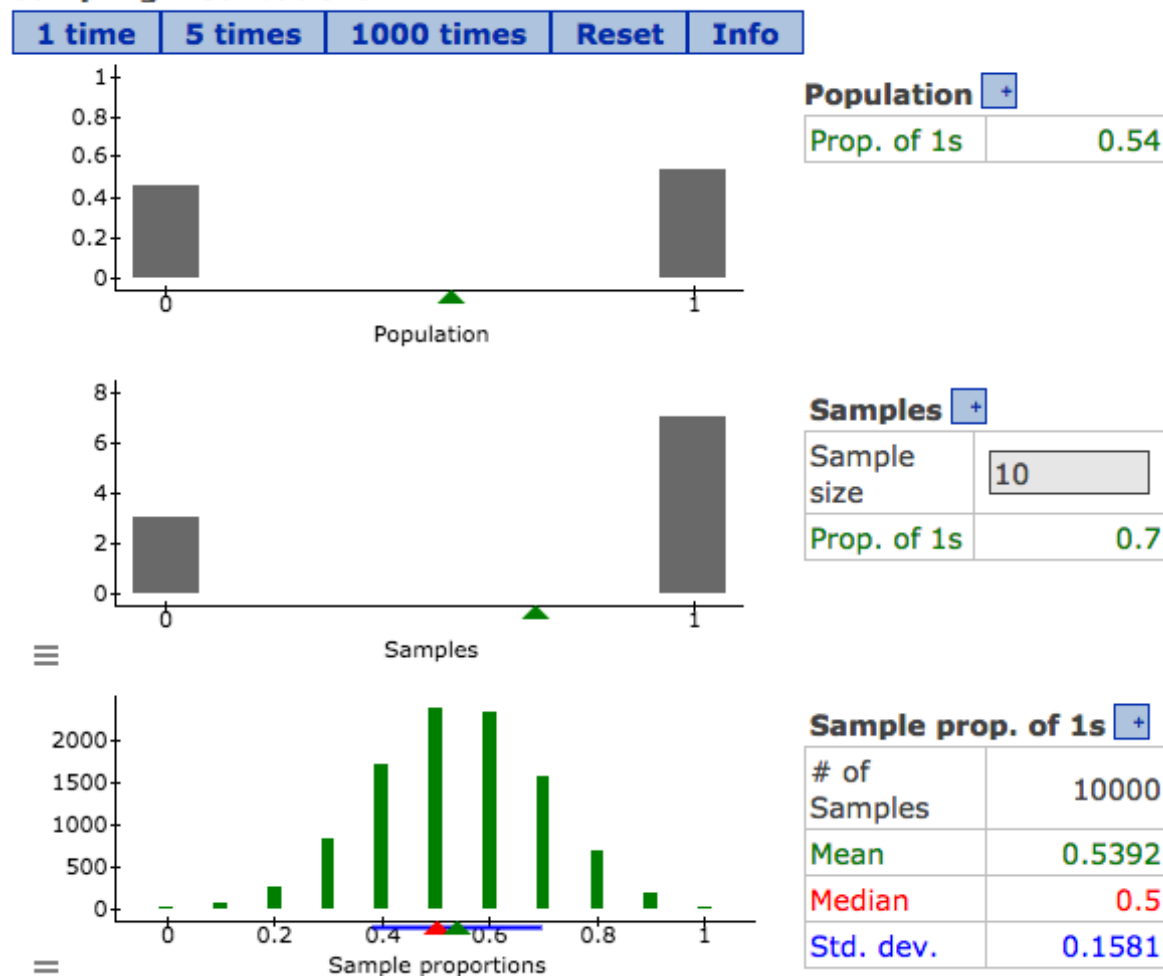 1 time 5 times 1000 times Reset Info
Population +
Prop. of 1s 0.54
1
0.8
0.6
0.4
0.2
0
0 1
Population
Samples +
Sample size 10
Prop. of 1s 0.7
8
6
4
2
0
0 1
Samples
Sample prop. of 1s +
# of Samples 10000
Mean 0.5392
Median 0.5
Std. dev. 0.1581
2000
1500
1000
500
0
0 0.2 0.4 0.6 0.8 1
Sample proportions